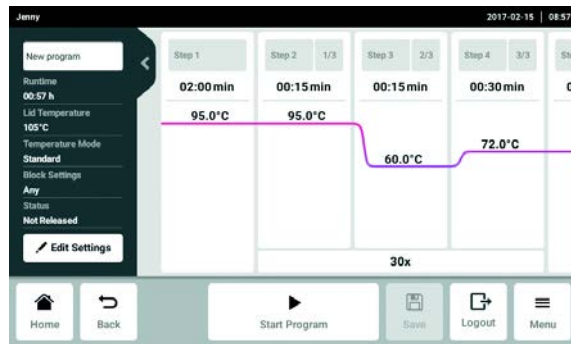 Jenny 2017-02-15 08:57
New program
Runtime
00:57 h
Lid Temperature
105°C
Temperature Mode
Standard
Block Settings
Any
Status
Not Released
Edit Settings
Step 1 Step 2 1/3 Step 3 2/3 Step 4 3/3
02:00 min 00:15 min 00:15 min 00:30 min
95.0°C 95.0°C
60.0°C
72.0°C
30x
Home Back Start Program Save Logout Menu